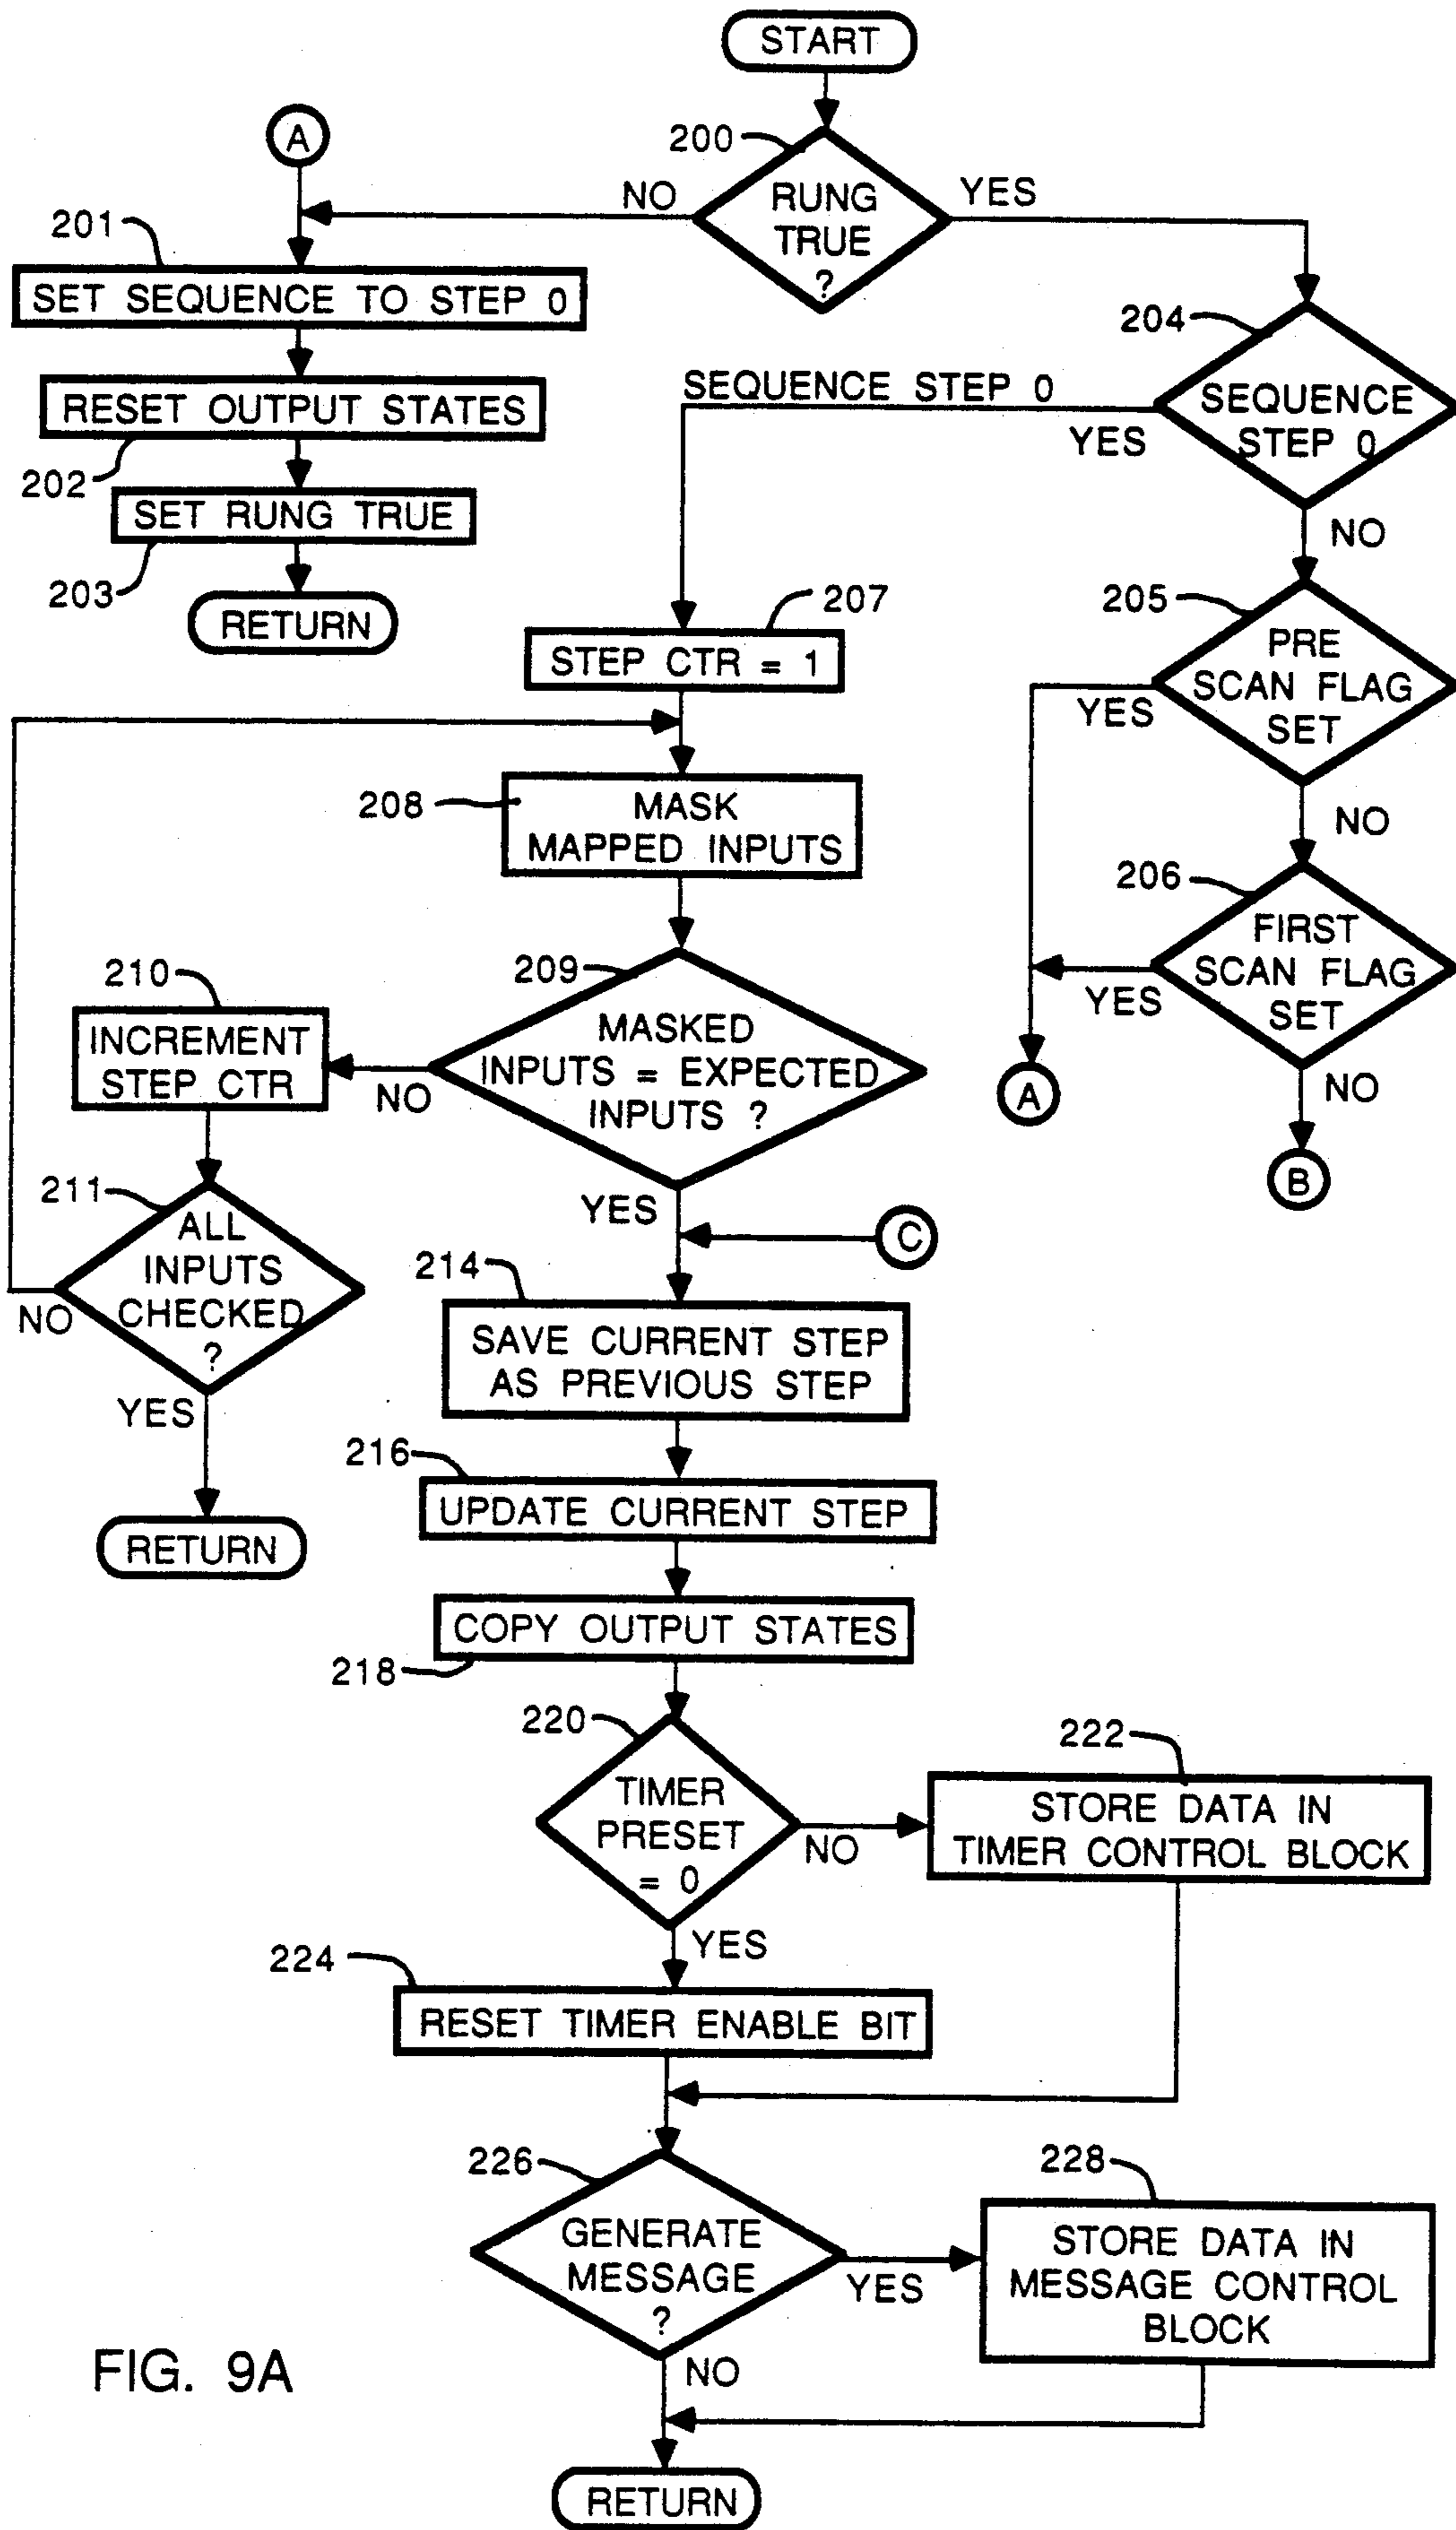 START
A
200
RUNG
TRUE
?
NO
YES
201
SET SEQUENCE TO STEP 0
RESET OUTPUT STATES
202
SET RUNG TRUE
203
RETURN
204
SEQUENCE
STEP 0
SEQUENCE STEP 0
YES
NO
205
PRE
SCAN FLAG
SET
YES
NO
206
FIRST
SCAN FLAG
SET
YES
NO
A
B
207
STEP CTR = 1
208
MASK
MAPPED INPUTS
209
MASKED
INPUTS = EXPECTED
INPUTS ?
NO
YES
210
INCREMENT
STEP CTR
211
ALL
INPUTS
CHECKED
?
NO
YES
RETURN
C
214
SAVE CURRENT STEP
AS PREVIOUS STEP
216
UPDATE CURRENT STEP
COPY OUTPUT STATES
218
220
TIMER
PRESET
= 0
NO
YES
222
STORE DATA IN
TIMER CONTROL BLOCK
224
RESET TIMER ENABLE BIT
226
GENERATE
MESSAGE
?
YES
NO
228
STORE DATA IN
MESSAGE CONTROL
BLOCK
RETURN
FIG. 9A